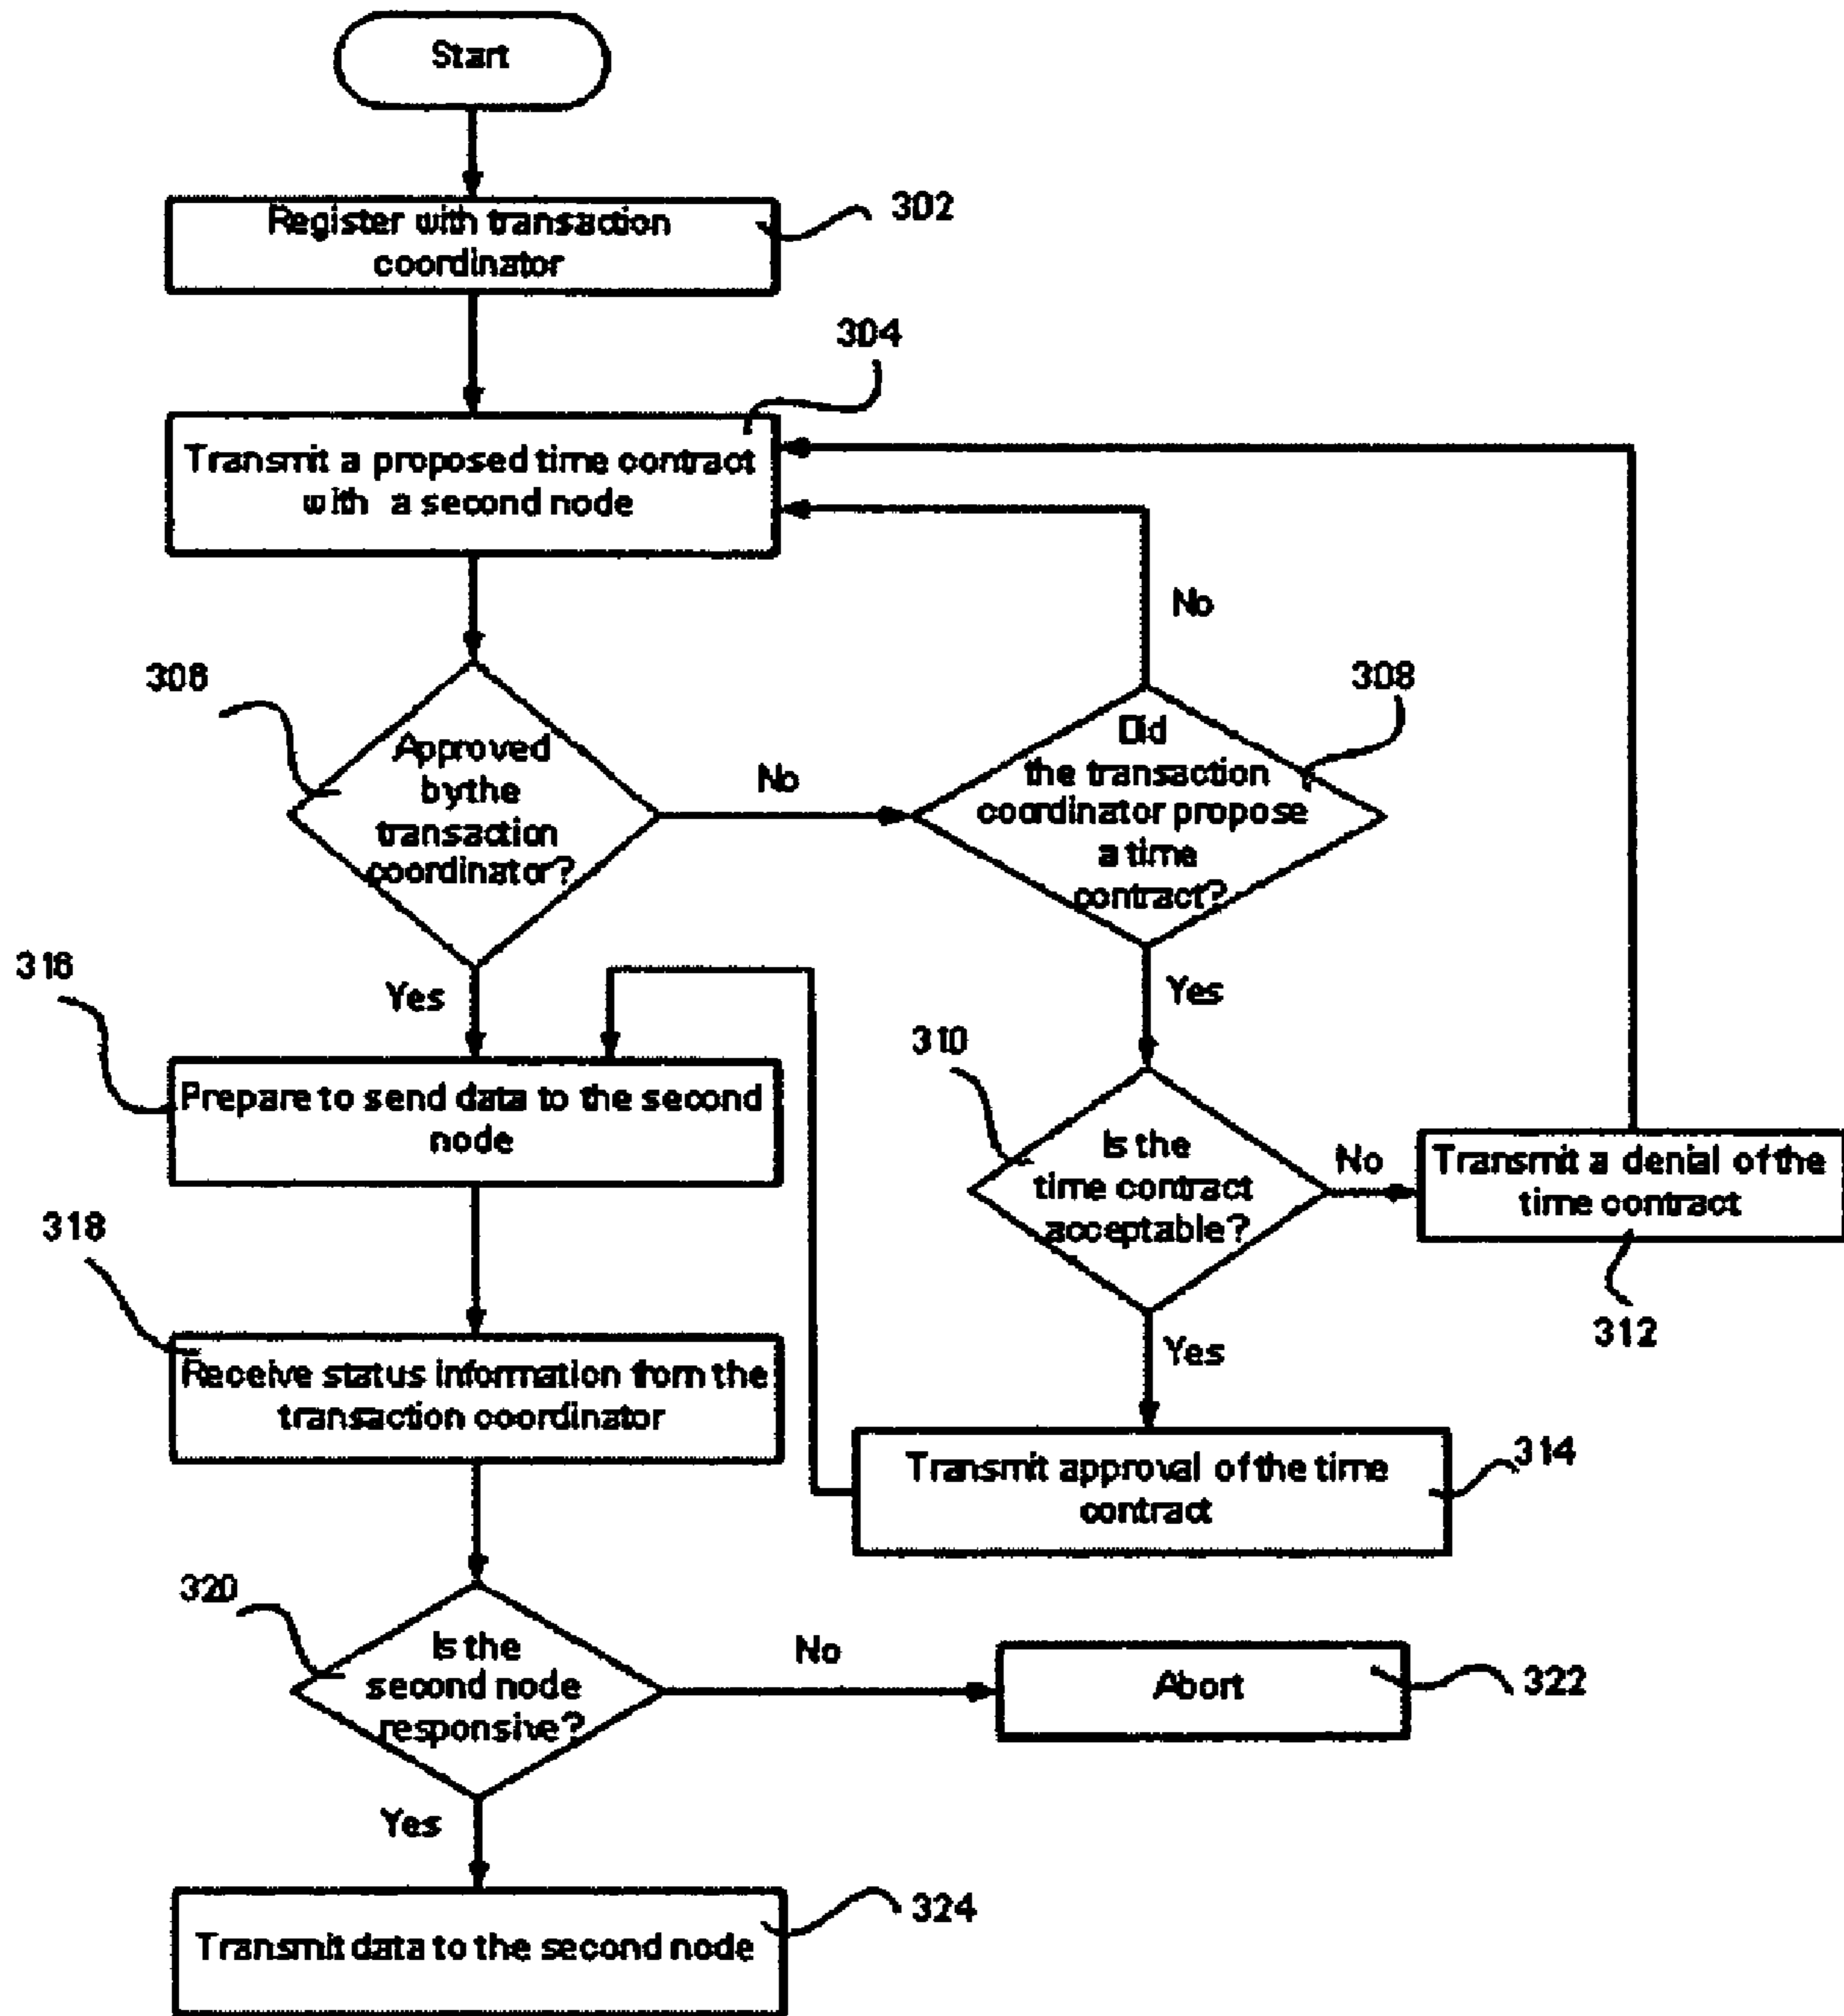 Start
Register with transaction
coordinator
302
304
Transmit a proposed time contract
with a second node
No
306
308
Approved
by the
transaction
coordinator?
No
Did
the transaction
coordinator propose
a time
contract?
316
Yes
Yes
310
Prepare to send data to the second
node
Is the
time contract
acceptable?
No
Transmit a denial of the
time contract
312
318
Receive status information from the
transaction coordinator
Yes
Transmit approval of the time
contract
314
320
Is the
second node
responsive?
No
Abort
322
Yes
324
Transmit data to the second node